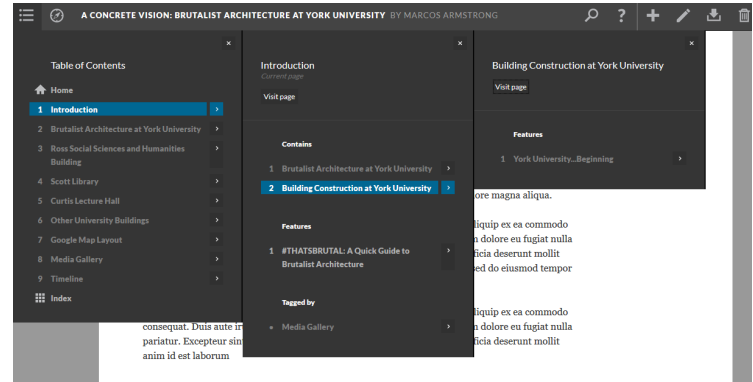 A CONCRETE VISION: BRUTALIST ARCHITECTURE AT YORK UNIVERSITY BY MARCOS ARMSTRONG
Table of Contents
Home
1 Introduction
2 Brutalist Architecture at York University
3 Ross Social Sciences and Humanities
Building
4 Scott Library
5 Curtis Lecture Hall
6 Other University Buildings
7 Google Map Layout
8 Media Gallery
9 Timeline
Index
Introduction
Current page
Visit page
Contains
1 Brutalist Architecture at York University
2 Building Construction at York University
Features
1 #THATSBRUTAL: A Quick Guide to
Brutalist Architecture
Tagged by
• Media Gallery
Building Construction at York University
Visit page
Features
1 York University...Beginning
ore magna aliqua.
liquip ex ea commodo
n dolore eu fugiat nulla
ficia deserunt mollit
sed do eiusmod tempor
liquip ex ea commodo
consequat. Duis aute ir n dolore eu fugiat nulla
pariatur. Excepteur sin ficia deserunt mollit
anim id est laborum